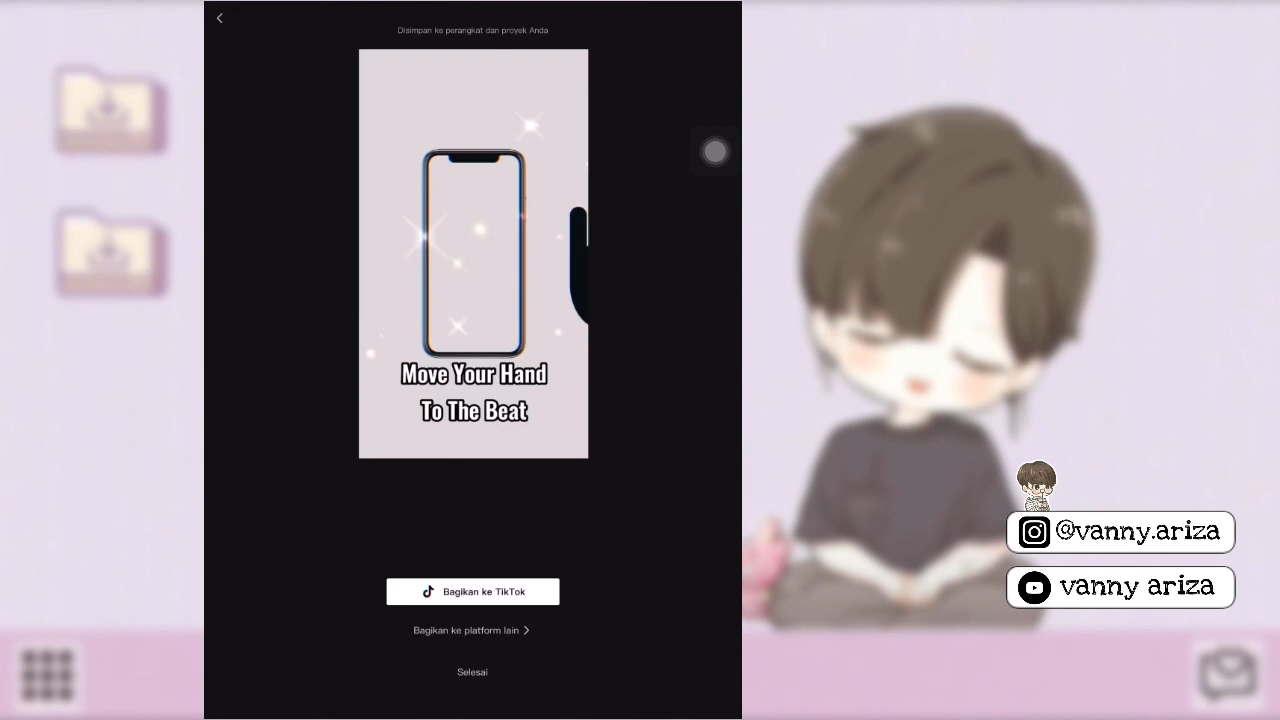 Disimpan ke perangkat dan proyek Anda
Move Your Hand
To The Beat
Bagikan ke TikTok
Bagikan ke platform lain
Selesai
@vanny.ariza
vanny ariza